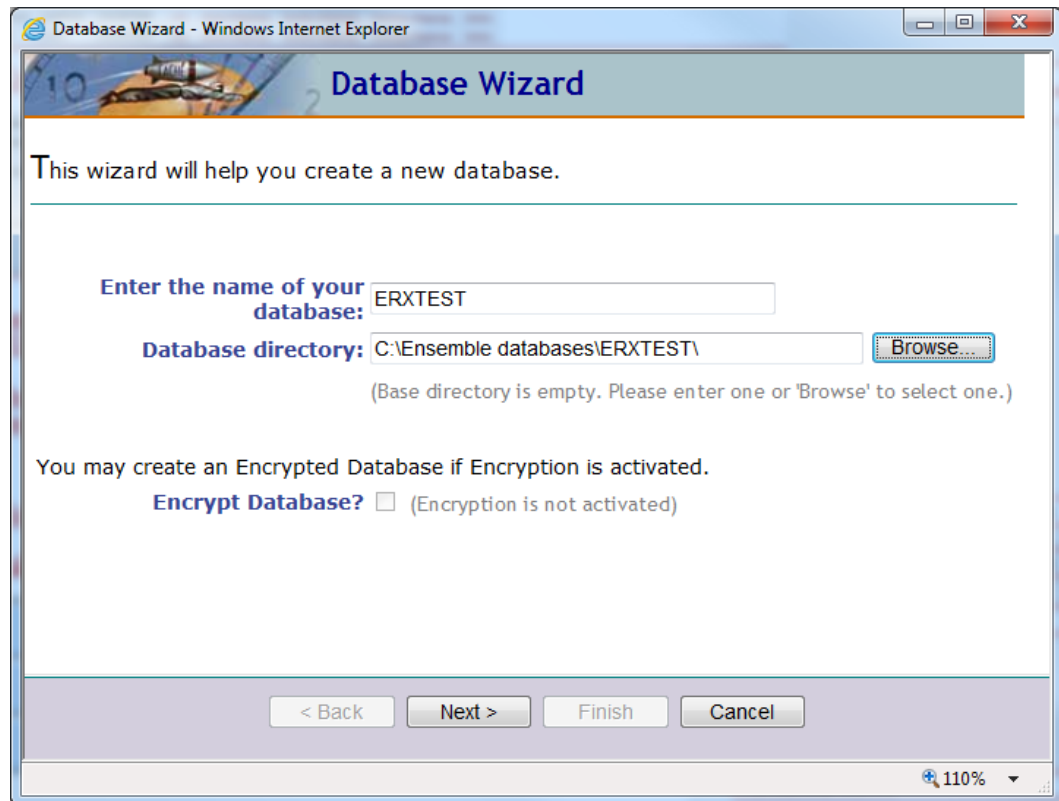 Database Wizard - Windows Internet Explorer
10
2
Database Wizard
This wizard will help you create a new database.
Enter the name of your
database:
ERXTEST
Database directory: C:\Ensemble databases\ERXTEST\ Browse...
(Base directory is empty. Please enter one or 'Browse' to select one.)
You may create an Encrypted Database if Encryption is activated.
Encrypt Database? (Encryption is not activated)
< Back Next > Finish Cancel
110%